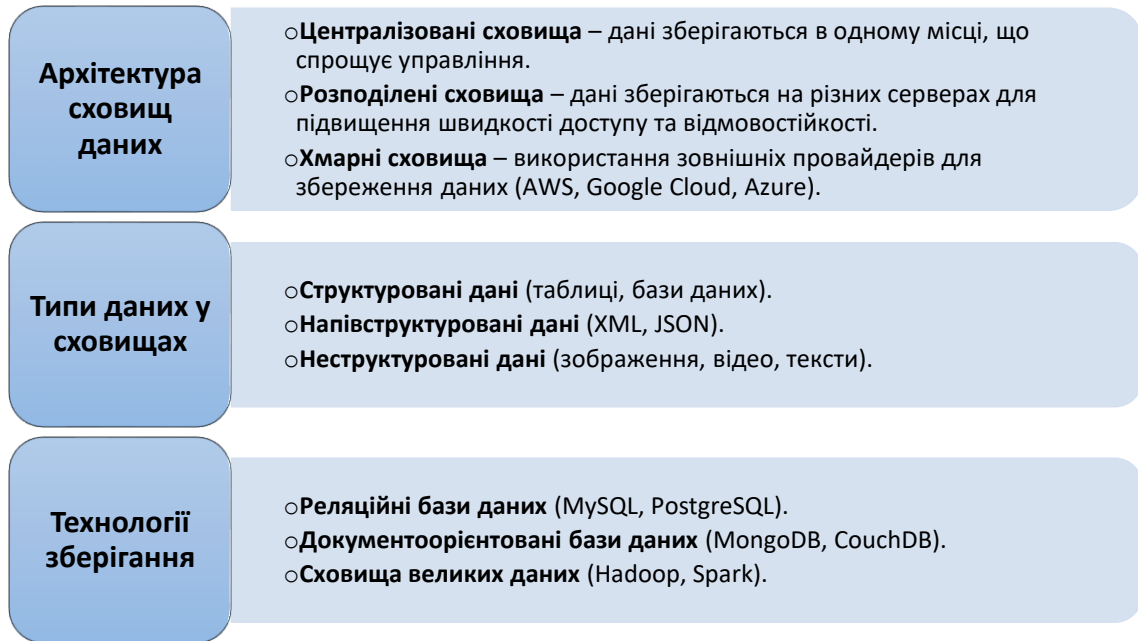 Архітектура
сховищ
даних
oЦентралізовані сховища – дані зберігаються в одному місці, що
спрощує управління.
oРозподілені сховища – дані зберігаються на різних серверах для
підвищення швидкості доступу та відмовостійкості.
oХмарні сховища – використання зовнішніх провайдерів для
збереження даних (AWS, Google Cloud, Azure).
Типи даних у
сховищах
oСтруктуровані дані (таблиці, бази даних).
oНапівструктуровані дані (XML, JSON).
oНеструктуровані дані (зображення, відео, тексти).
Технології
зберігання
oРеляційні бази даних (MySQL, PostgreSQL).
oДокументоорієнтовані бази даних (MongoDB, CouchDB).
oСховища великих даних (Hadoop, Spark).